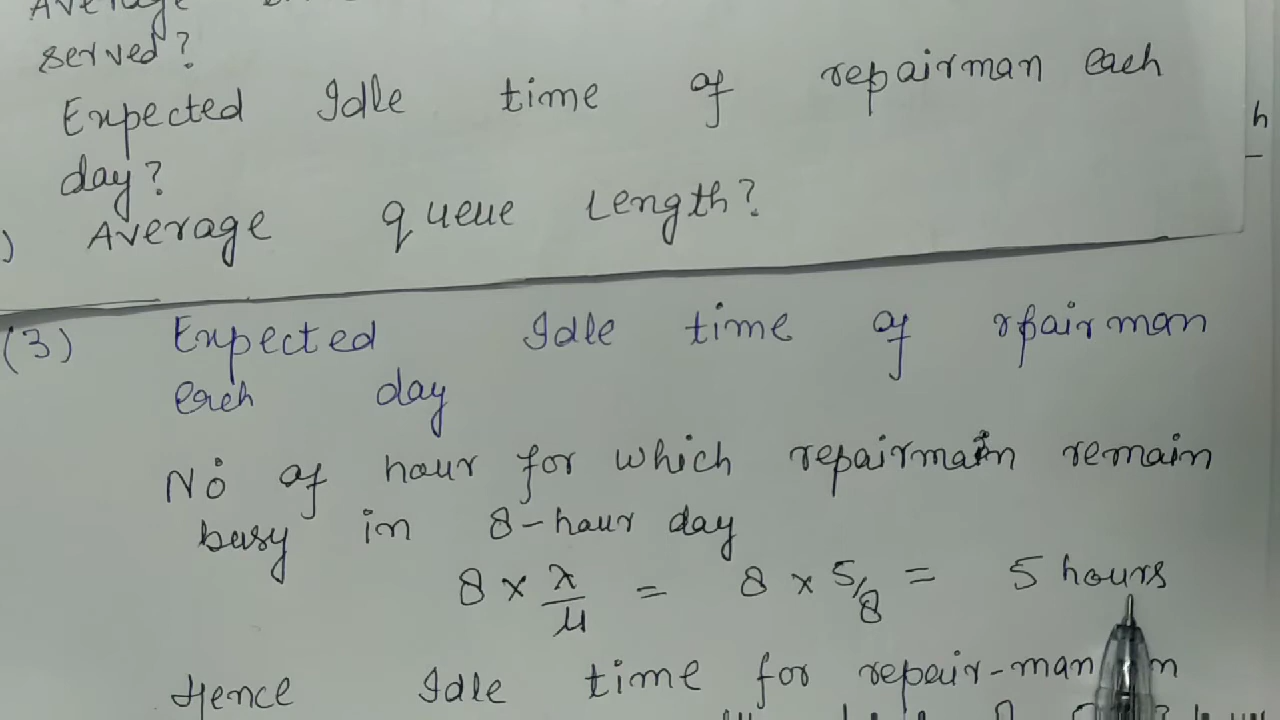 Average
served?
Expected Idle time of repairman each
day?
) Average queue Length?
h
(3) Expected Idle time of rpairman
each day
No of hour for which repairman remain
busy in 8-hour day
8 × λ/μ = 8 × 5/8 = 5 hours
Hence Idle time for repair-man